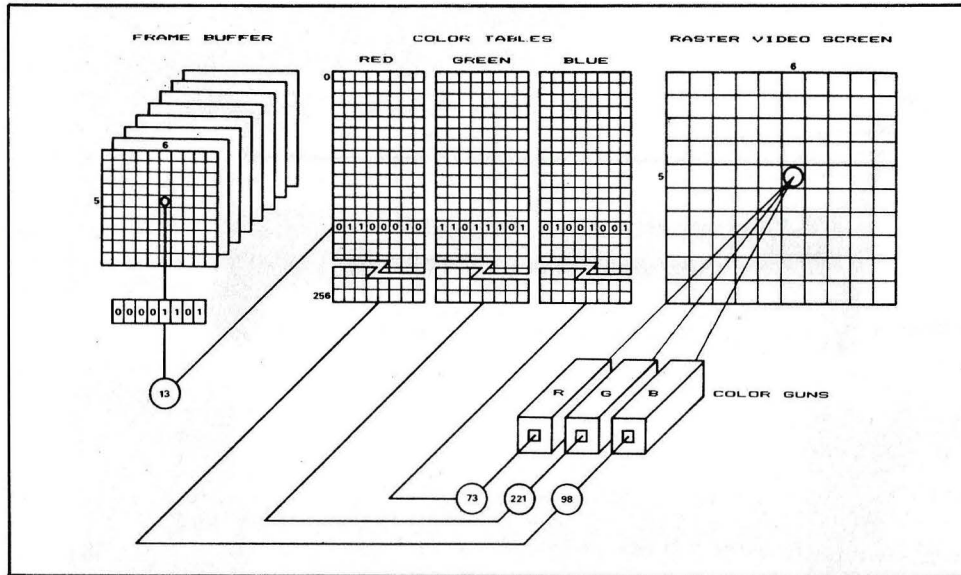 FRAME BUFFER
COLOR TABLES
RASTER VIDEO SCREEN
RED GREEN BLUE
6
0
6
5
5
0 1 1 0 0 0 1 0
1 1 0 1 1 1 0 1
0 1 0 0 1 0 0 1
256
0 0 0 0 1 1 0 1
13
R G B
COLOR GUNS
73 221 98